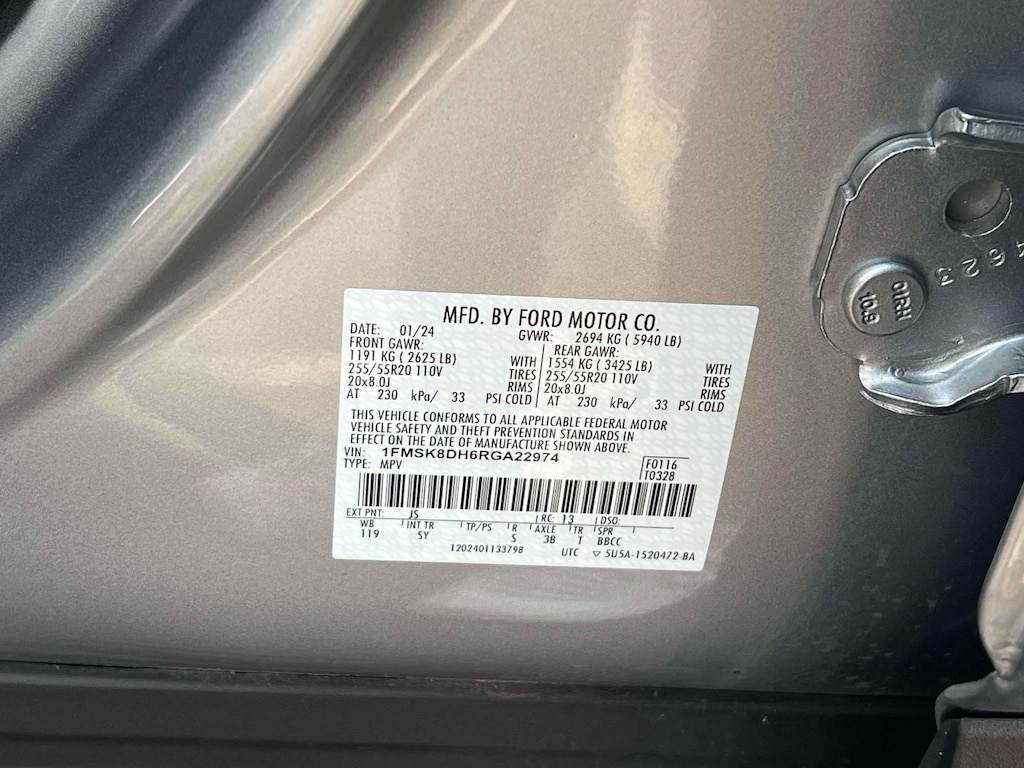 MFD. BY FORD MOTOR CO.
DATE: 01/24 GVWR: 2694 KG ( 5940 LB)
FRONT GAWR: REAR GAWR:
1191 KG ( 2625 LB) WITH 1554 KG ( 3425 LB) WITH
255/55R20 110V TIRES 255/55R20 110V TIRES
20x8.0J RIMS 20x8.0J RIMS
AT 230 kPa/ 33 PSI COLD AT 230 kPa/ 33 PSI COLD
THIS VEHICLE CONFORMS TO ALL APPLICABLE FEDERAL MOTOR
VEHICLE SAFETY AND THEFT PREVENTION STANDARDS IN
EFFECT ON THE DATE OF MANUFACTURE SHOWN ABOVE.
VIN: 1FMSK8DH6RGA22974
TYPE: MPV
F0116
T0328
EXT PNT: JS RC: 13 DSO:
WB INT TR TP/PS R AXLE TR SPR
119 SY S 3B T BBCC
1202401133798 UTC 5U5A-1520472-BA
4623
01RH
10.9